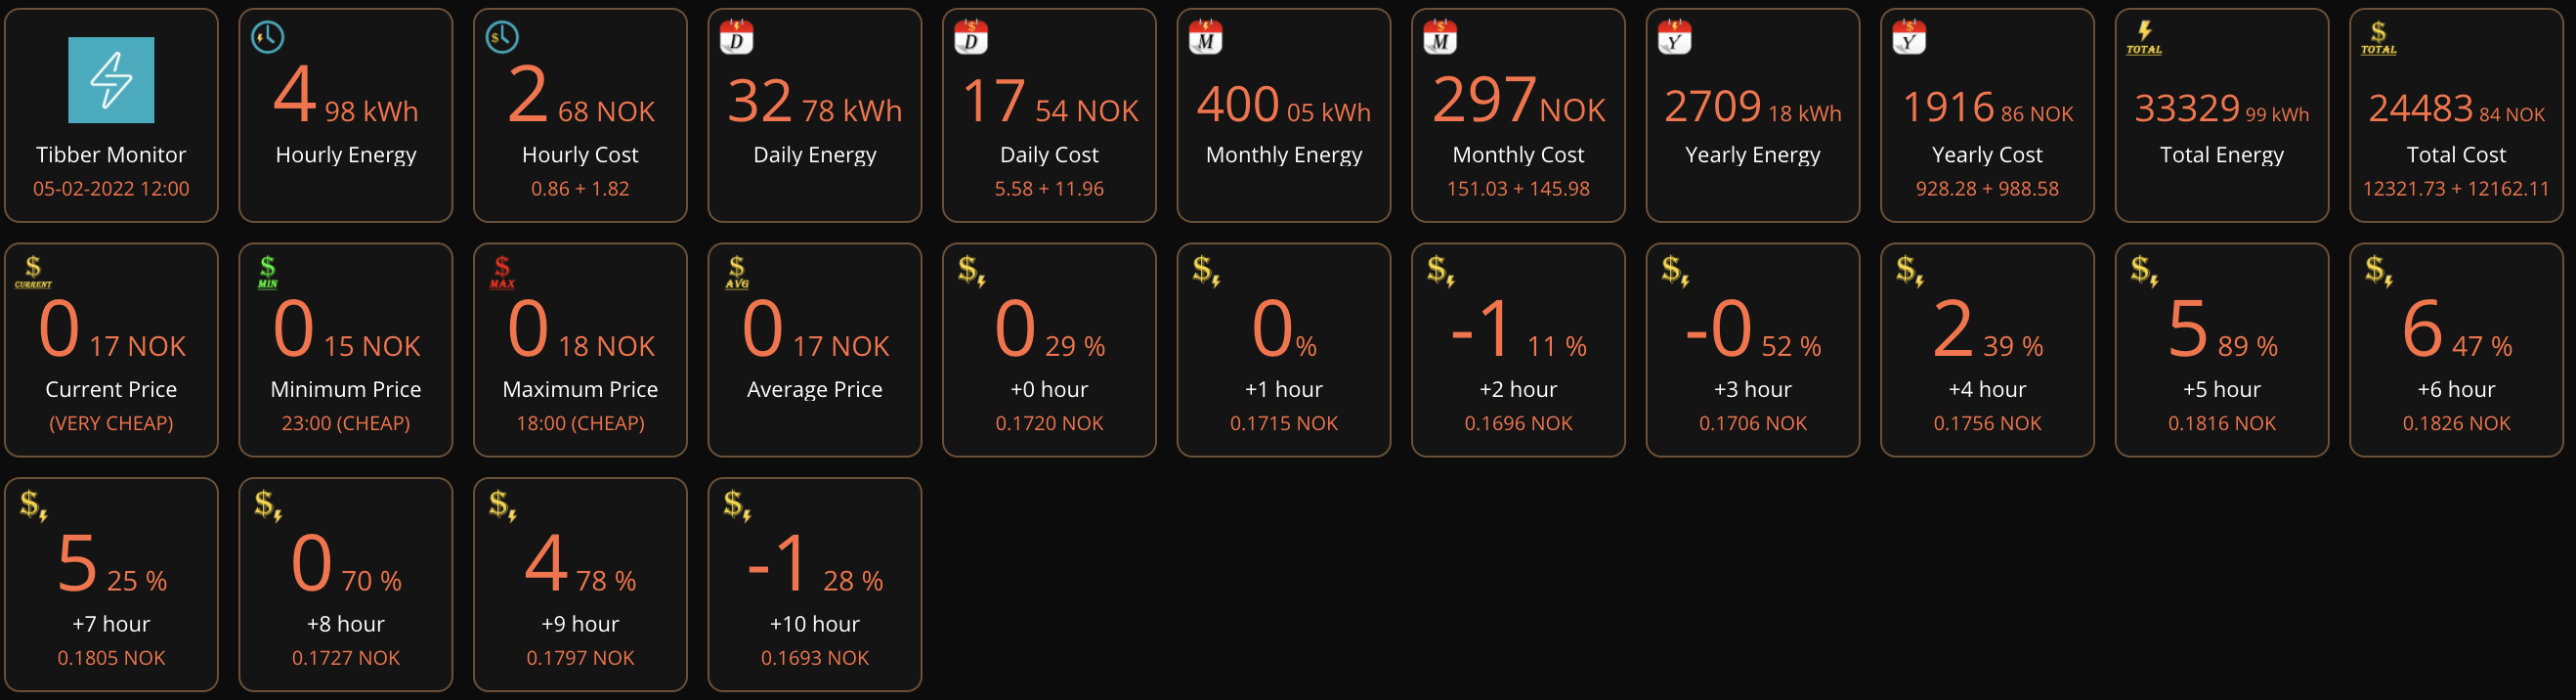 Tibber Monitor
05-02-2022 12:00
4 98 kWh
Hourly Energy
$
2 68 NOK
Hourly Cost
0.86 + 1.82
D
32 78 kWh
Daily Energy
$
D
17 54 NOK
Daily Cost
5.58 + 11.96
M
400 05 kWh
Monthly Energy
$
M
297 NOK
Monthly Cost
151.03 + 145.98
Y
2709 18 kWh
Yearly Energy
$
Y
1916 86 NOK
Yearly Cost
928.28 + 988.58
TOTAL
33329 99 kWh
Total Energy
$
TOTAL
24483 84 NOK
Total Cost
12321.73 + 12162.11
$
CURRENT
0 17 NOK
Current Price
(VERY CHEAP)
$
MIN
0 15 NOK
Minimum Price
23:00 (CHEAP)
$
MAX
0 18 NOK
Maximum Price
18:00 (CHEAP)
$
AVG
0 17 NOK
Average Price
$
0 29 %
+0 hour
0.1720 NOK
$
0%
+1 hour
0.1715 NOK
$
-1 11 %
+2 hour
0.1696 NOK
$
-0 52 %
+3 hour
0.1706 NOK
$
2 39 %
+4 hour
0.1756 NOK
$
5 89 %
+5 hour
0.1816 NOK
$
6 47 %
+6 hour
0.1826 NOK
$
5 25 %
+7 hour
0.1805 NOK
$
0 70 %
+8 hour
0.1727 NOK
$
4 78 %
+9 hour
0.1797 NOK
$
-1 28 %
+10 hour
0.1693 NOK